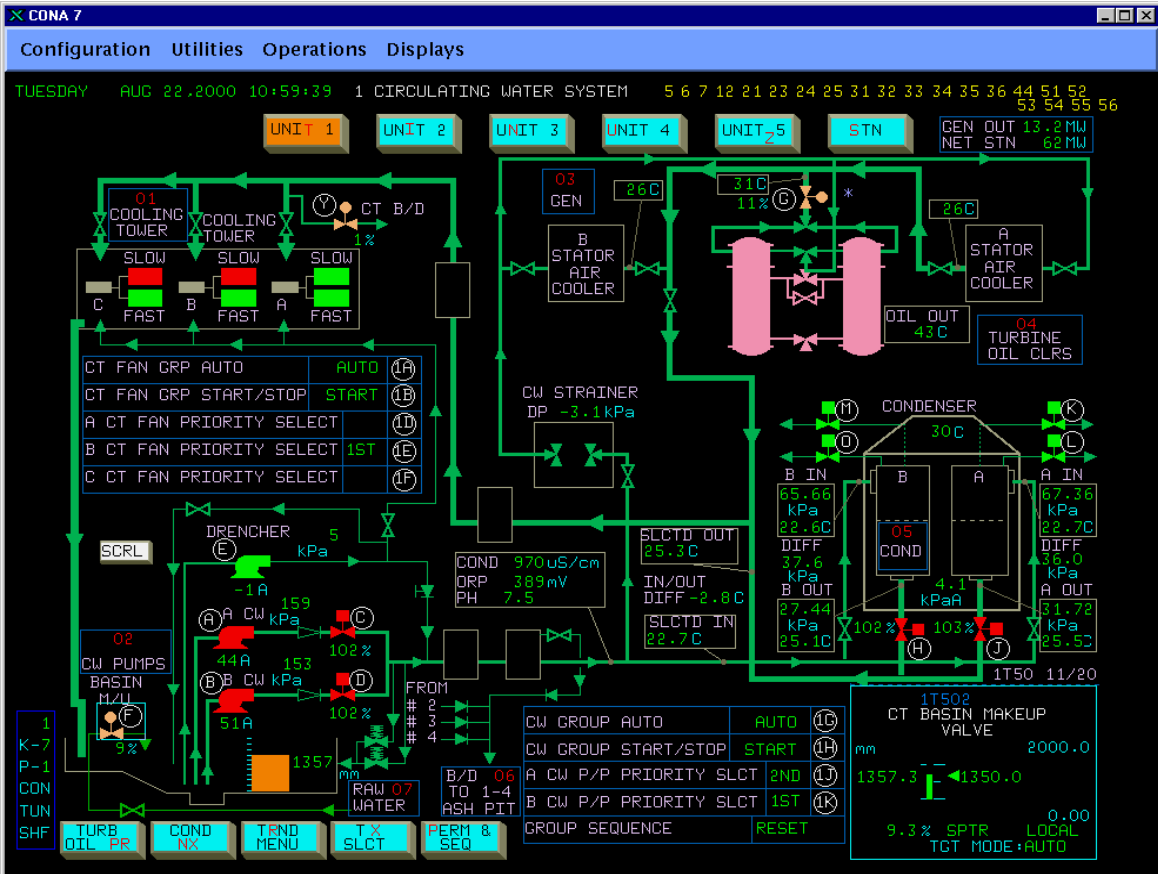 CONA 7
Configuration Utilities Operations Displays
TUESDAY AUG 22,2000 10:59:39 1 CIRCULATING WATER SYSTEM 5 6 7 12 21 23 24 25 31 32 33 34 35 36 44 51 52
53 54 55 56
UNIT 1 UNIT 2 UNIT 3 UNIT 4 UNIT Z 5 STN
GEN OUT 13.2 MW
NET STN 62 MW
01
COOLING
TOWER
COOLING
TOWER
Y CT B/D
1%
03
GEN
26C
31C
11% G *
26C
B
STATOR
AIR
COOLER
A
STATOR
AIR
COOLER
SLOW SLOW SLOW
C B A
FAST FAST FAST
OIL OUT
43C
04
TURBINE
OIL CLRS
CT FAN GRP AUTO AUTO 1A
CT FAN GRP START/STOP START 1B
A CT FAN PRIORITY SELECT 1D
B CT FAN PRIORITY SELECT 1ST 1E
C CT FAN PRIORITY SELECT 1F
CW STRAINER
DP -3.1kPa
M CONDENSER K
30C
O L
B IN
65.66
kPa
22.6C
DIFF
37.6
kPa
B OUT
27.44
kPa
25.1C
B A
05
COND
4.1
kPaA
A IN
67.36
kPa
22.7C
DIFF
36.0
kPa
A OUT
31.72
kPa
25.5C
102% H 103% J
DRENCHER 5
kPa
E
-1A
SCRL
COND 970uS/cm
ORP 389mV
PH 7.5
SLCTD OUT
25.3C
IN/OUT
DIFF -2.8C
SLCTD IN
22.7C
A A CW 159
kPa C
44A 102%
02
CW PUMPS
B B CW 153
kPa D
51A 102%
BASIN
M/U
F
9%
1357
mm
FROM
# 2
# 3
# 4
RAW 07
WATER
B/D 06
TO 1-4
ASH PIT
1
K-7
P-1
CON
TUN
SHF
CW GROUP AUTO AUTO 1G
CW GROUP START/STOP START 1H
A CW P/P PRIORITY SLCT 2ND 1J
B CW P/P PRIORITY SLCT 1ST 1K
GROUP SEQUENCE RESET
1T50 11/20
1T502
CT BASIN MAKEUP
VALVE
mm 2000.0
1357.3 1350.0
0.00
9.3% SPTR LOCAL
TGT MODE:AUTO
TURB
OIL PR
COND
NX
TRND
MENU
TX
SLCT
PERM &
SEQ